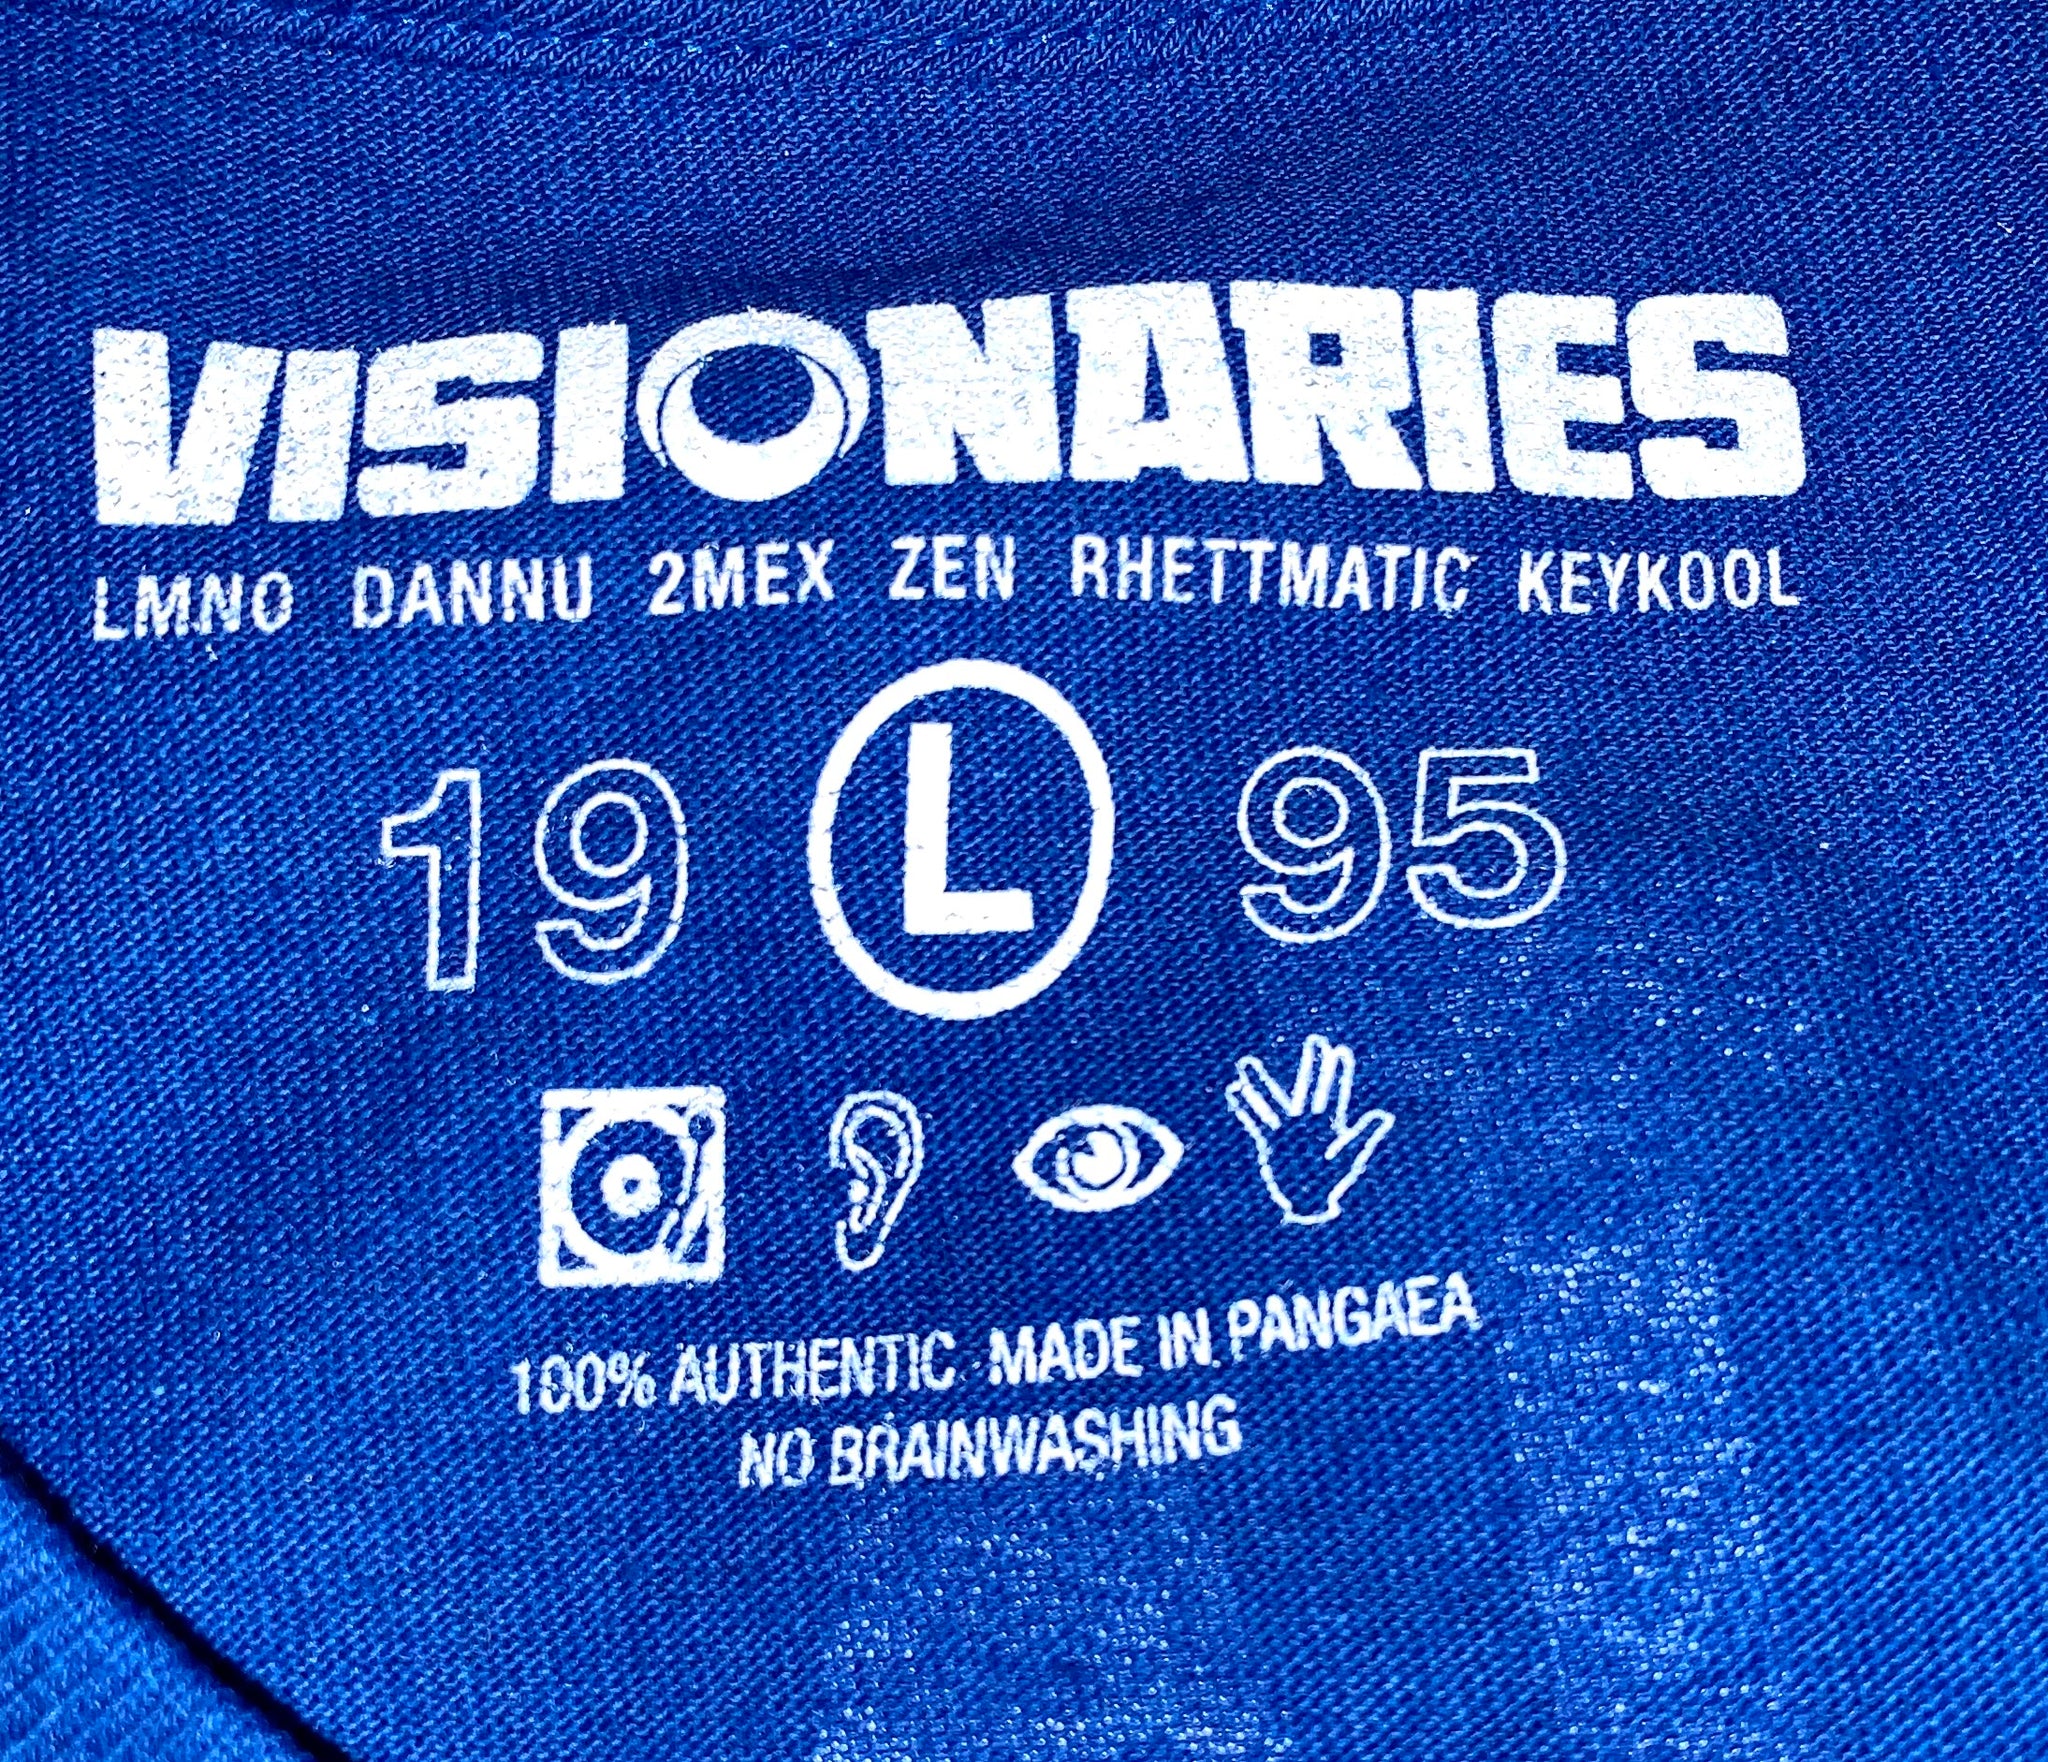 VISIONARIES
LMNO DANNU 2MEX ZEN RHETTMATIC KEYKOOL
19 L 95
100% AUTHENTIC MADE IN PANGAEA
NO BRAINWASHING